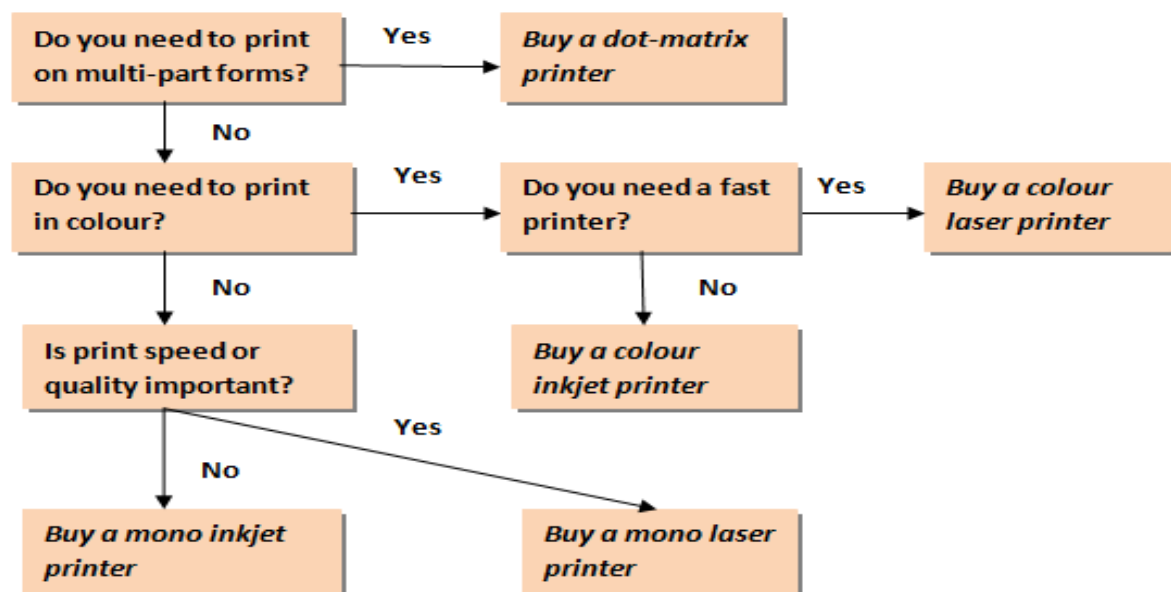 Do you need to print
on multi-part forms?
Yes
Buy a dot-matrix
printer
No
Do you need to print
in colour?
Yes
Do you need a fast
printer?
Yes
Buy a colour
laser printer
No
No
Is print speed or
quality important?
Buy a colour
inkjet printer
Yes
No
Buy a mono inkjet
printer
Buy a mono laser
printer